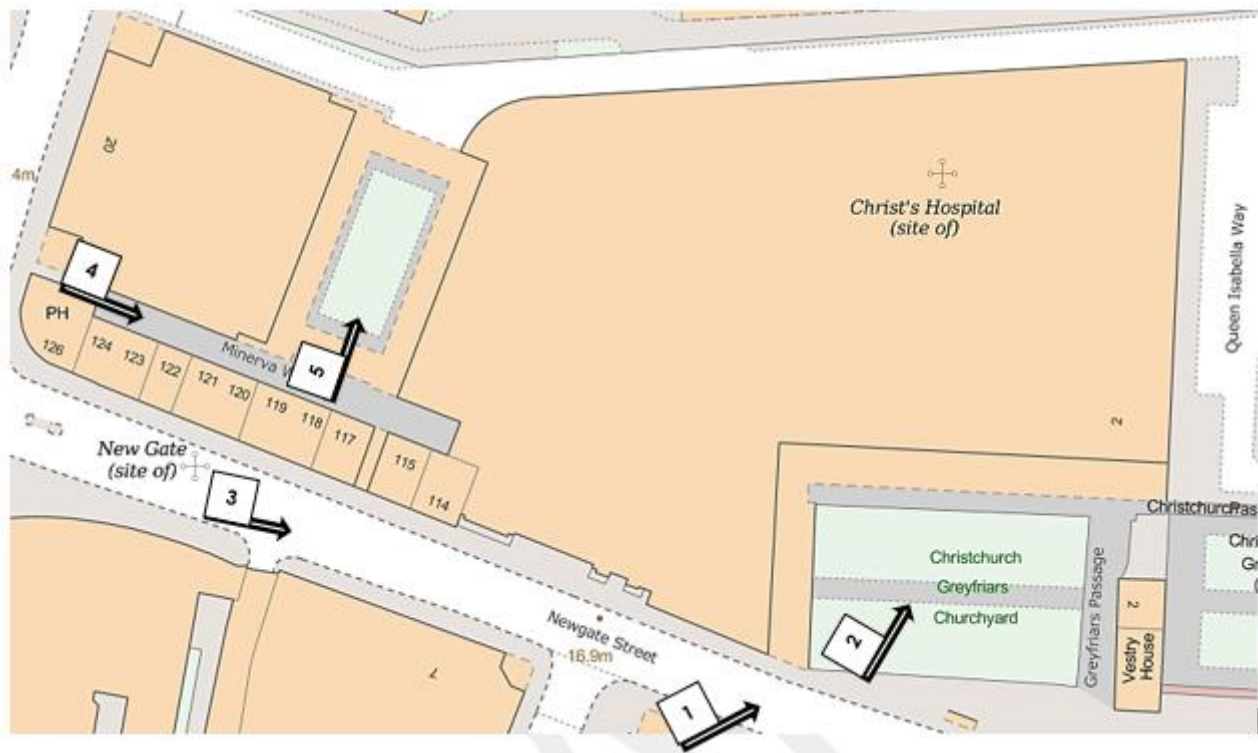 20
4m
Christ's Hospital
(site of)
Queen Isabella Way
4
PH
126
124
123
122
121
120
119
118
117
115
114
Minerva
5
New Gate
(site of)
3
2
Christchurch
Christchurch
Greyfriars
Churchyard
Greyfriars Passage
2
Vestry
House
Newgate Street
16.9m
7
1
2